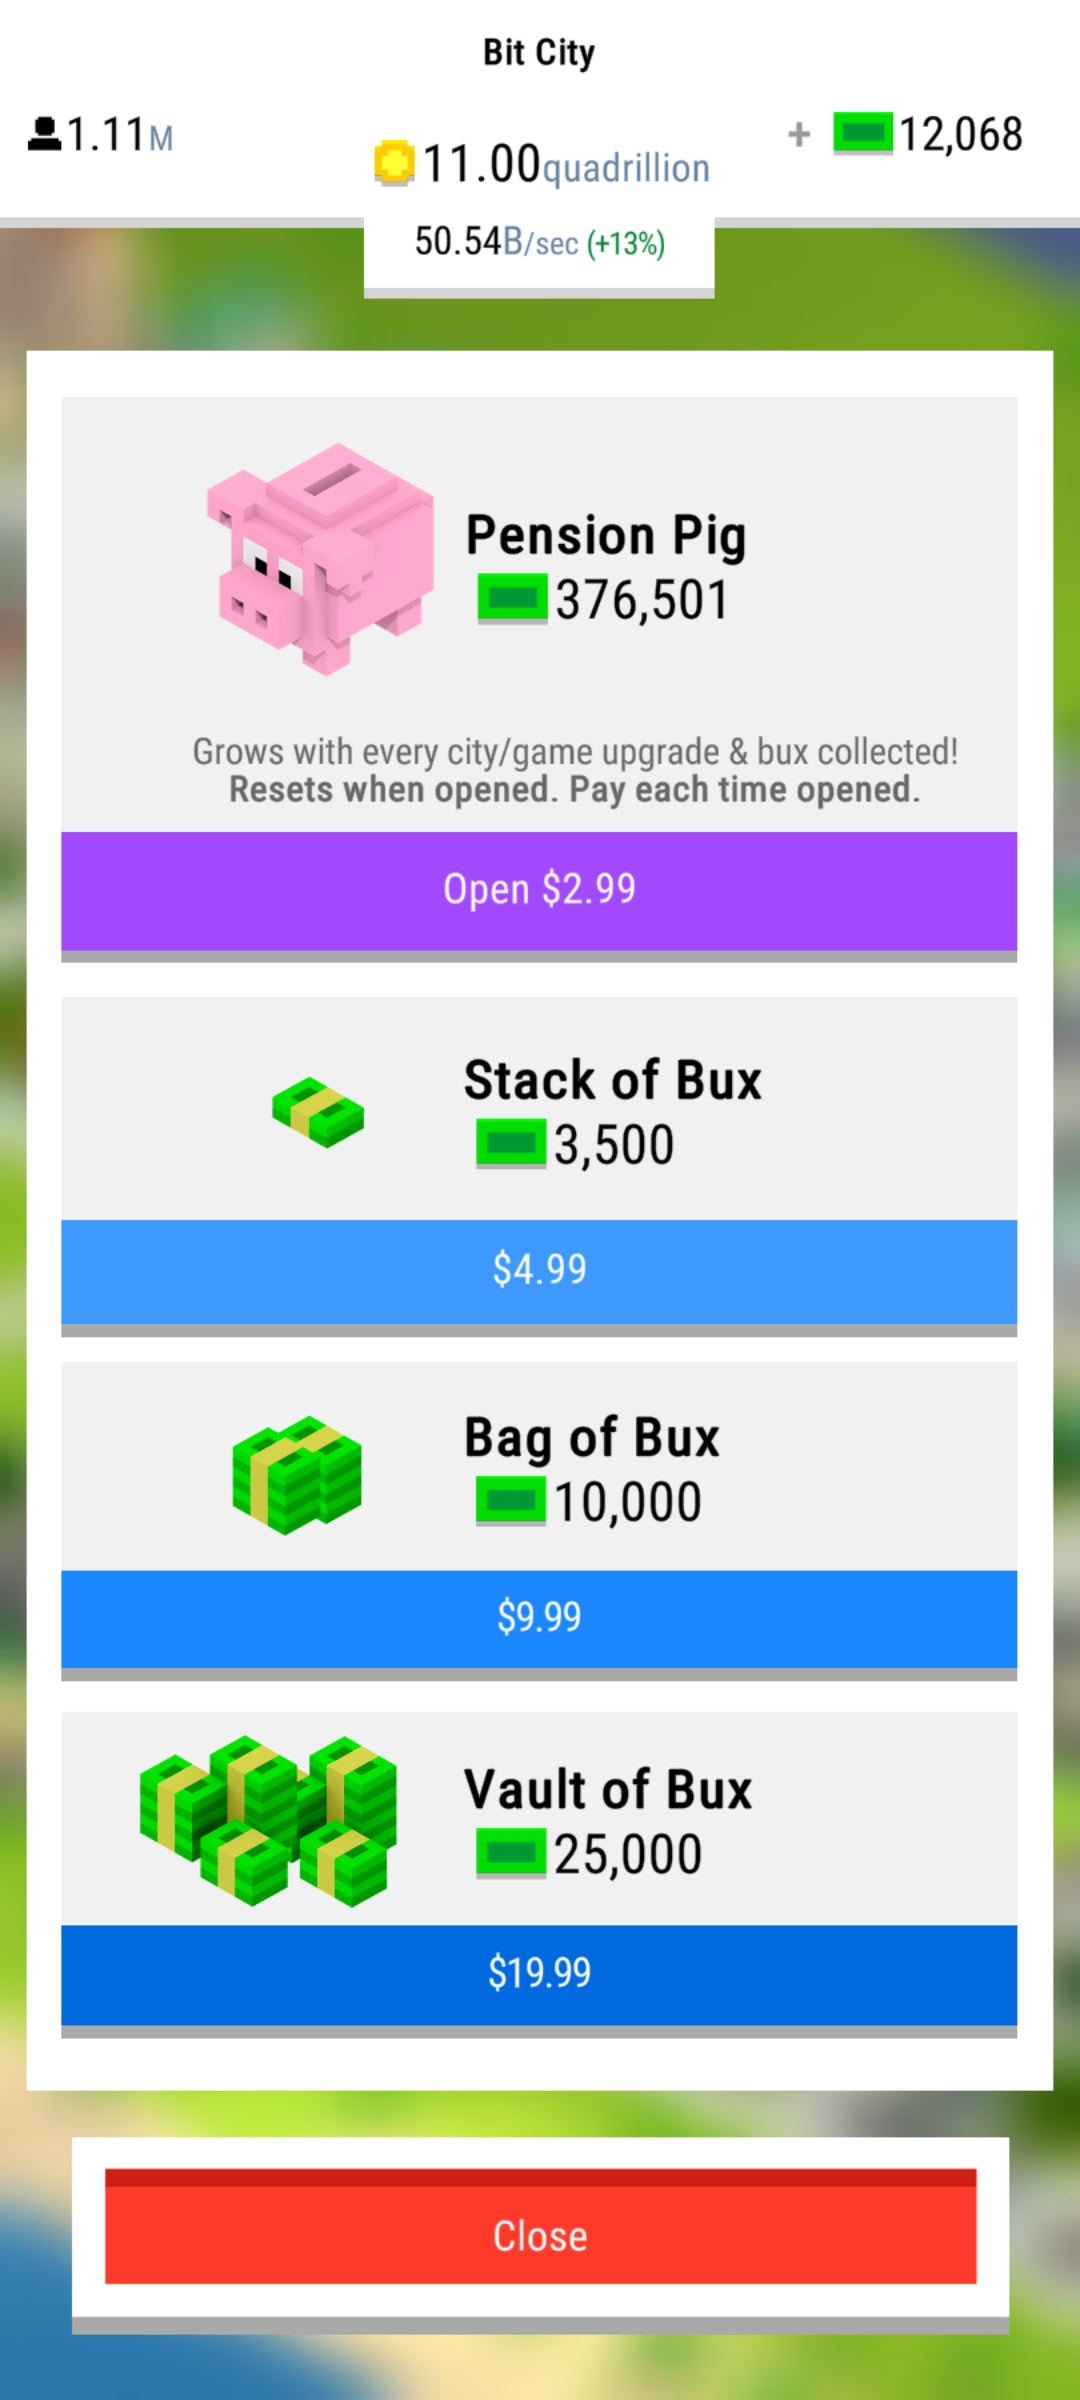 Bit City
1.11M
11.00quadrillion
+ 12,068
50.54B/sec (+13%)
Pension Pig
376,501
Grows with every city/game upgrade & bux collected!
Resets when opened. Pay each time opened.
Open $2.99
Stack of Bux
3,500
$4.99
Bag of Bux
10,000
$9.99
Vault of Bux
25,000
$19.99
Close